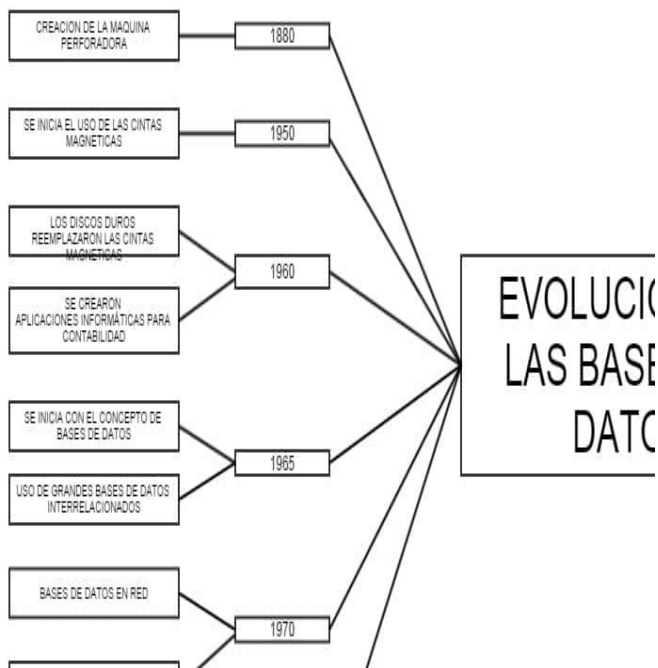 CREACION DE LA MAQUINA
PERFORADORA
1880
SE INICIA EL USO DE LAS CINTAS
MAGNETICAS
1950
LOS DISCOS DUROS
REEMPLAZARON LAS CINTAS
MAGNETICAS
1960
SE CREARON
APLICACIONES INFORMÁTICAS PARA
CONTABILIDAD
EVOLUCIO
LAS BASE
DATO
SE INICIA CON EL CONCEPTO DE
BASES DE DATOS
1965
USO DE GRANDES BASES DE DATOS
INTERRELACIONADOS
BASES DE DATOS EN RED
1970